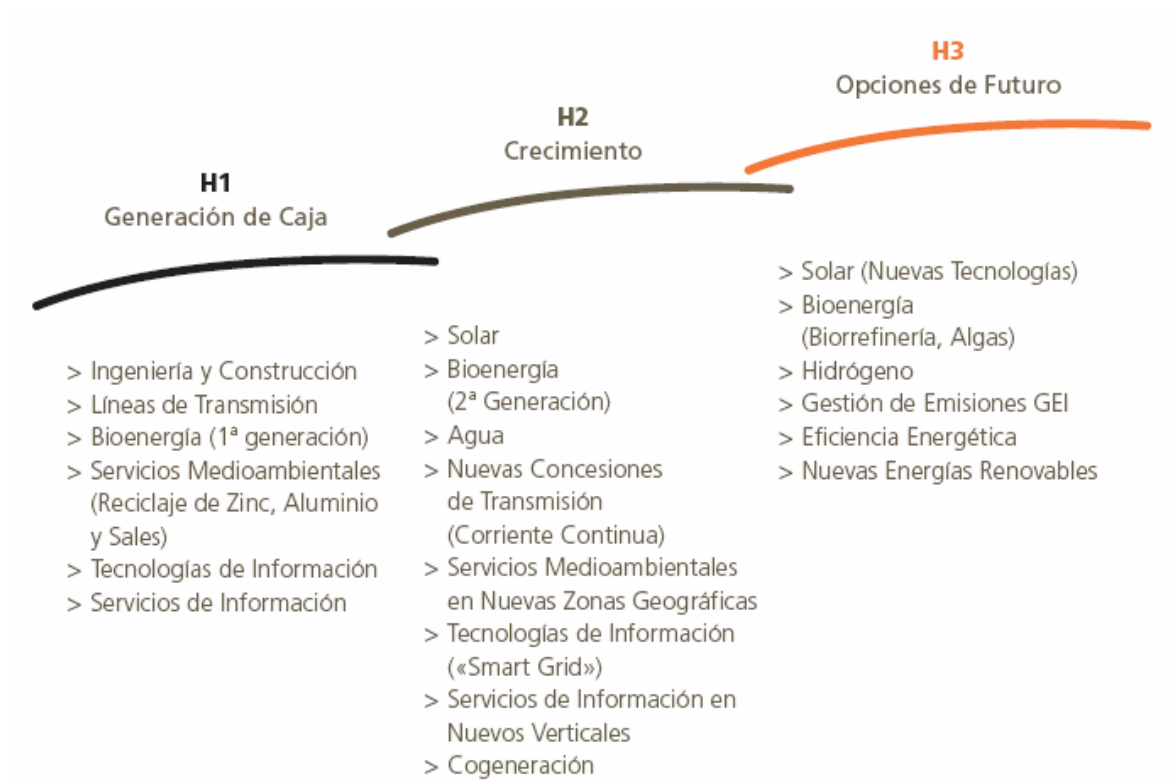 H1
Generación de Caja
> Ingeniería y Construcción
> Líneas de Transmisión
> Bioenergía (1ª generación)
> Servicios Medioambientales
(Reciclaje de Zinc, Aluminio
y Sales)
> Tecnologías de Información
> Servicios de Información
H2
Crecimiento
> Solar
> Bioenergía
(2ª Generación)
> Agua
> Nuevas Concesiones
de Transmisión
(Corriente Continua)
> Servicios Medioambientales
en Nuevas Zonas Geográficas
> Tecnologías de Información
(«Smart Grid»)
> Servicios de Información en
Nuevos Verticales
> Cogeneración
H3
Opciones de Futuro
> Solar (Nuevas Tecnologías)
> Bioenergía
(Biorrefinería, Algas)
> Hidrógeno
> Gestión de Emisiones GEI
> Eficiencia Energética
> Nuevas Energías Renovables